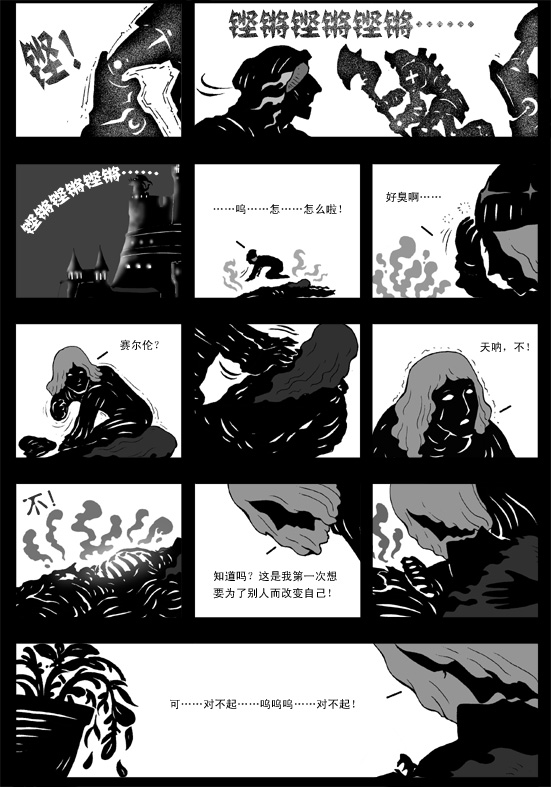 铿!
铿锵铿锵铿锵······
铿锵铿锵铿锵······
……呜……怎……怎么啦!
好臭啊……
赛尔伦?
天呐,不!
不!
知道吗?这是我第一次想
要为了别人而改变自己!
可……对不起……呜呜呜……对不起!